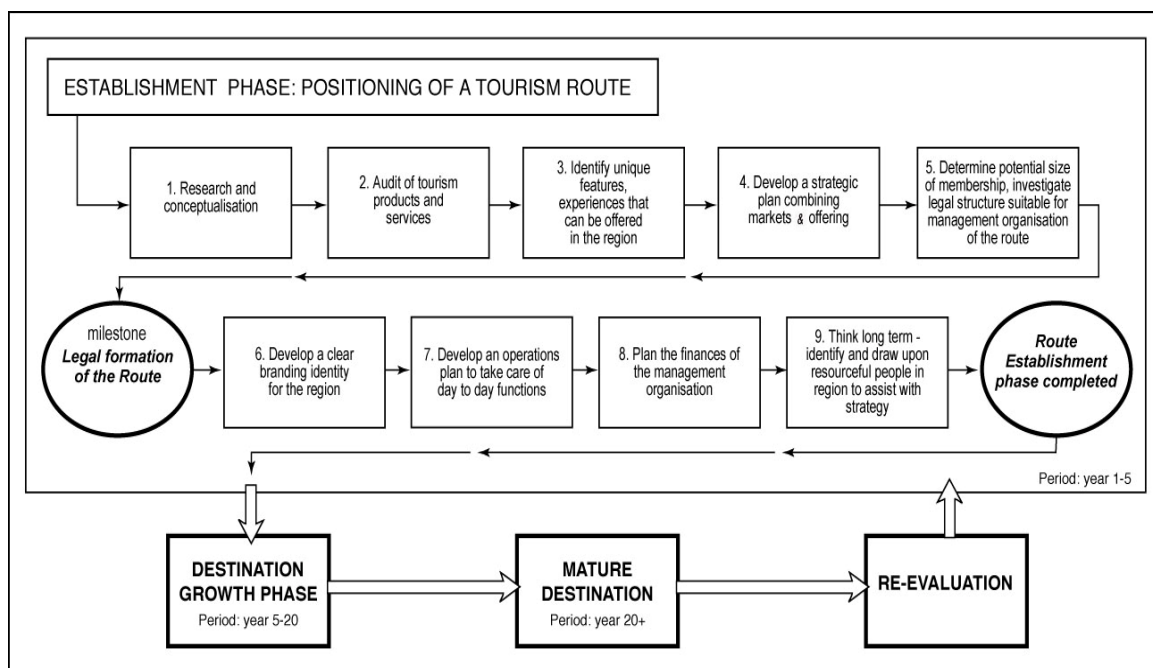 ESTABLISHMENT PHASE: POSITIONING OF A TOURISM ROUTE
1. Research and
conceptualisation
2. Audit of tourism
products and
services
3. Identify unique
features,
experiences that
can be offered
in the region
4. Develop a strategic
plan combining
markets & offering
5. Determine potential size
of membership, investigate
legal structure suitable for
management organisation
of the route
milestone
Legal formation
of the Route
6. Develop a clear
branding identity
for the region
7. Develop an operations
plan to take care of
day to day functions
8. Plan the finances of
the management
organisation
9. Think long term -
identify and draw upon
resourceful people in
region to assist with
strategy
Route
Establishment
phase completed
Period: year 1-5
DESTINATION
GROWTH PHASE
Period: year 5-20
MATURE
DESTINATION
Period: year 20+
RE-EVALUATION